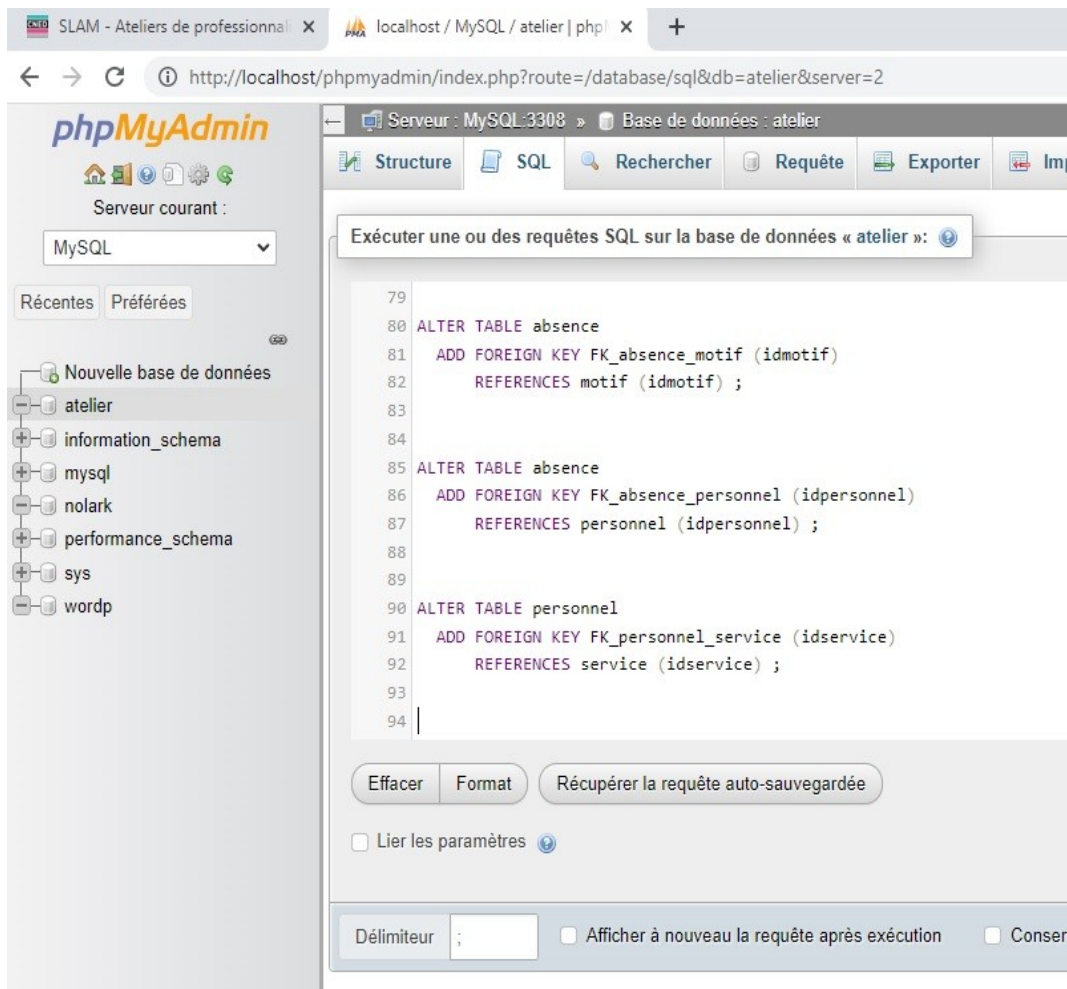 SLAM - Ateliers de professionnali
localhost / MySQL / atelier | php
http://localhost/phpmyadmin/index.php?route=/database/sql&db=atelier&server=2
phpMyAdmin
Serveur courant :
MySQL
Récentes Préférées
Nouvelle base de données
atelier
information_schema
mysql
nolark
performance_schema
sys
wordp
Serveur : MySQL:3308 » Base de données : atelier
Structure SQL Rechercher Requête Exporter Imp
Exécuter une ou des requêtes SQL sur la base de données « atelier »:
79
80 ALTER TABLE absence
81 ADD FOREIGN KEY FK_absence_motif (idmotif)
82 REFERENCES motif (idmotif) ;
83
84
85 ALTER TABLE absence
86 ADD FOREIGN KEY FK_absence_personnel (idpersonnel)
87 REFERENCES personnel (idpersonnel) ;
88
89
90 ALTER TABLE personnel
91 ADD FOREIGN KEY FK_personnel_service (idservice)
92 REFERENCES service (idservice) ;
93
94
Effacer Format Récupérer la requête auto-sauvegardée
Lier les paramètres
Délimiteur ; Afficher à nouveau la requête après exécution Conser